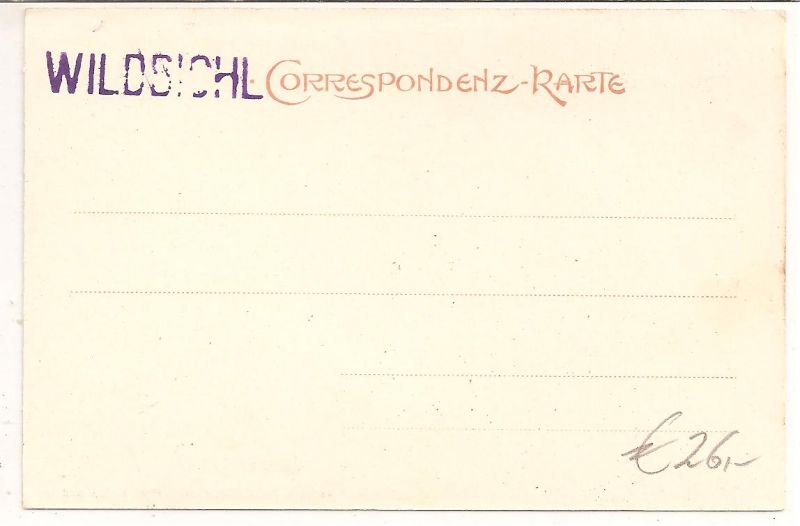 WILDBICHL · CORRESPONDENZ-KARTE
€ 26,-